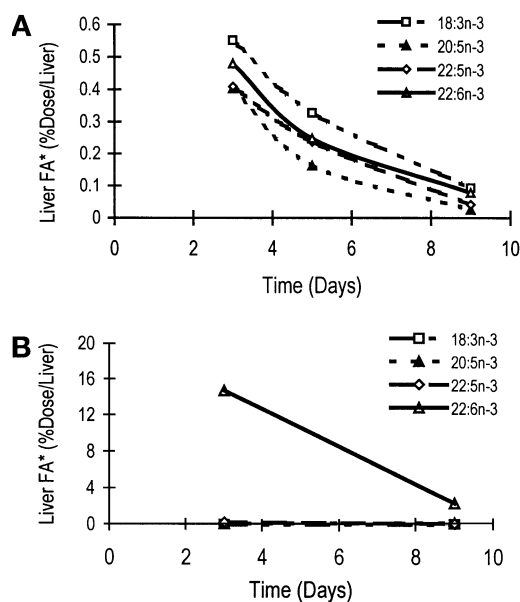 A
0.6
0.5
0.4
0.3
0.2
0.1
0
Liver FA* (%Dose/Liver)
18:3n-3
20:5n-3
22:5n-3
22:6n-3
0 2 4 6 8 10
Time (Days)
B
20
16
12
8
4
0
Liver FA* (%Dose/Liver)
18:3n-3
20:5n-3
22:5n-3
22:6n-3
0 2 4 6 8 10
Time (Days)